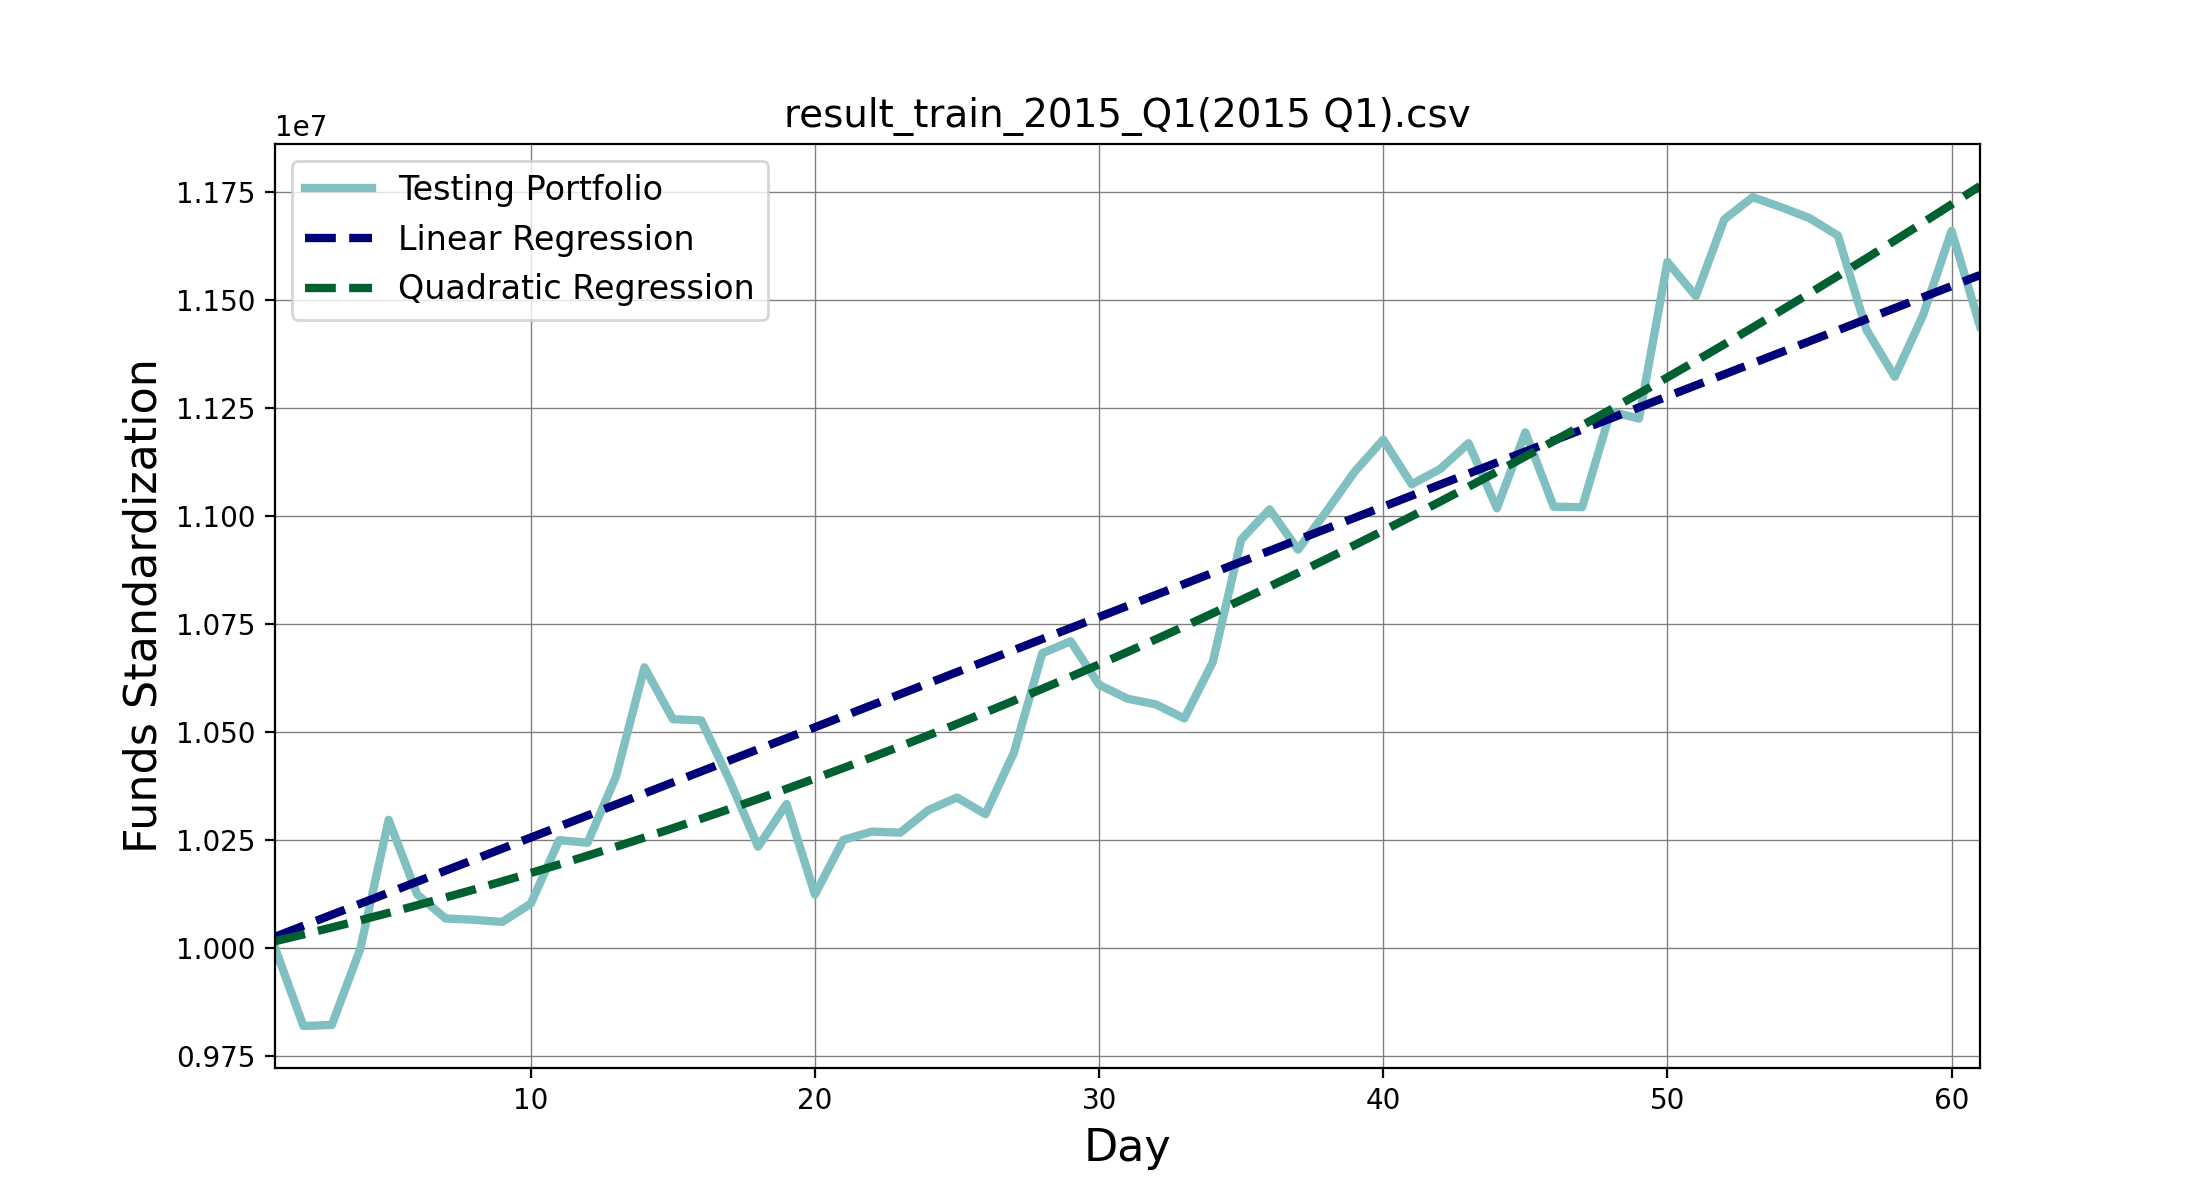 result_train_2015_Q1(2015 Q1).csv
1e7
Testing Portfolio
Linear Regression
Quadratic Regression
Funds Standardization
1.175
1.150
1.125
1.100
1.075
1.050
1.025
1.000
0.975
10 20 30 40 50 60
Day